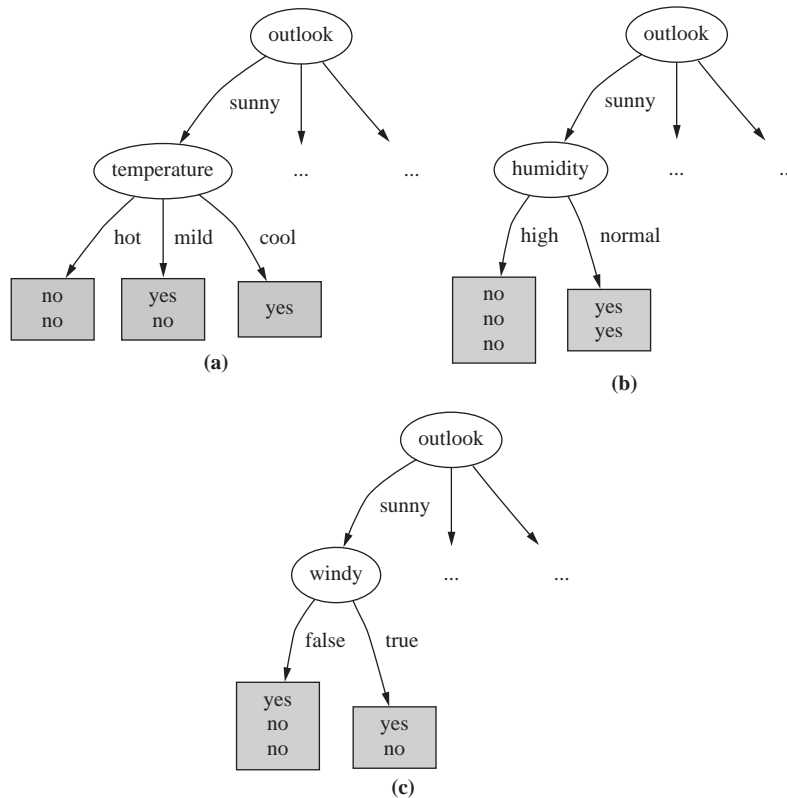 outlook
sunny
temperature
...
...
hot
mild
cool
no
no
yes
no
yes
(a)
outlook
sunny
humidity
...
..
high
normal
no
no
no
yes
yes
(b)
outlook
sunny
windy
...
...
false
true
yes
no
no
yes
no
(c)